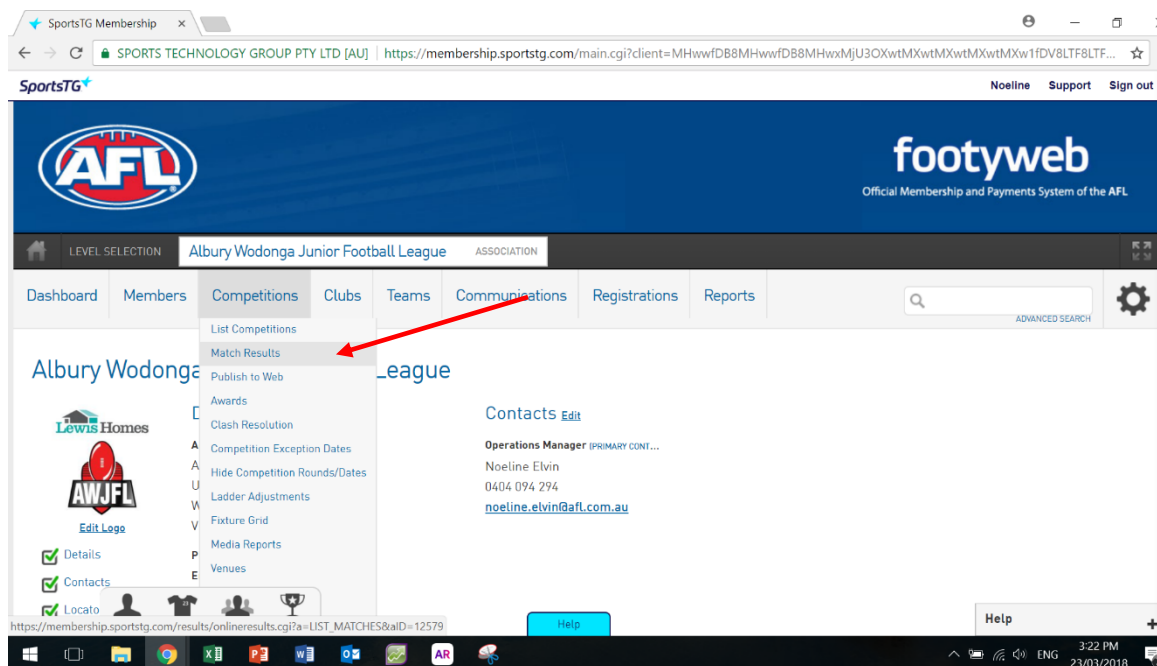 SportsTG Membership ×
SPORTS TECHNOLOGY GROUP PTY LTD [AU] https://membership.sportstg.com/main.cgi?client=MHwwfDB8MHwwfDB8MHwxMjU3OXwtMXwtMXwtMXwtMXw1fDV8LTF8LTF...
SportsTG
Noeline Support Sign out
AFL
footyweb
Official Membership and Payments System of the AFL
LEVEL SELECTION Albury Wodonga Junior Football League ASSOCIATION
Dashboard Members Competitions Clubs Teams Communications Registrations Reports
ADVANCED SEARCH
List Competitions
Match Results
Publish to Web
Awards
Clash Resolution
Competition Exception Dates
Hide Competition Rounds/Dates
Ladder Adjustments
Fixture Grid
Media Reports
Venues
Albury Wodonga League
Lewis Homes
AWJFL
Edit Logo
Details
Contacts
Locato
D
A
A
U
W
V
P
E
Contacts Edit
Operations Manager (PRIMARY CONT...
Noeline Elvin
0404 094 294
noeline.elvin@afl.com.au
https://membership.sportstg.com/results/onlineresults.cgi?a=LIST_MATCHES&aID=12579
Help
Help +
ENG
3:22 PM
23/03/2018